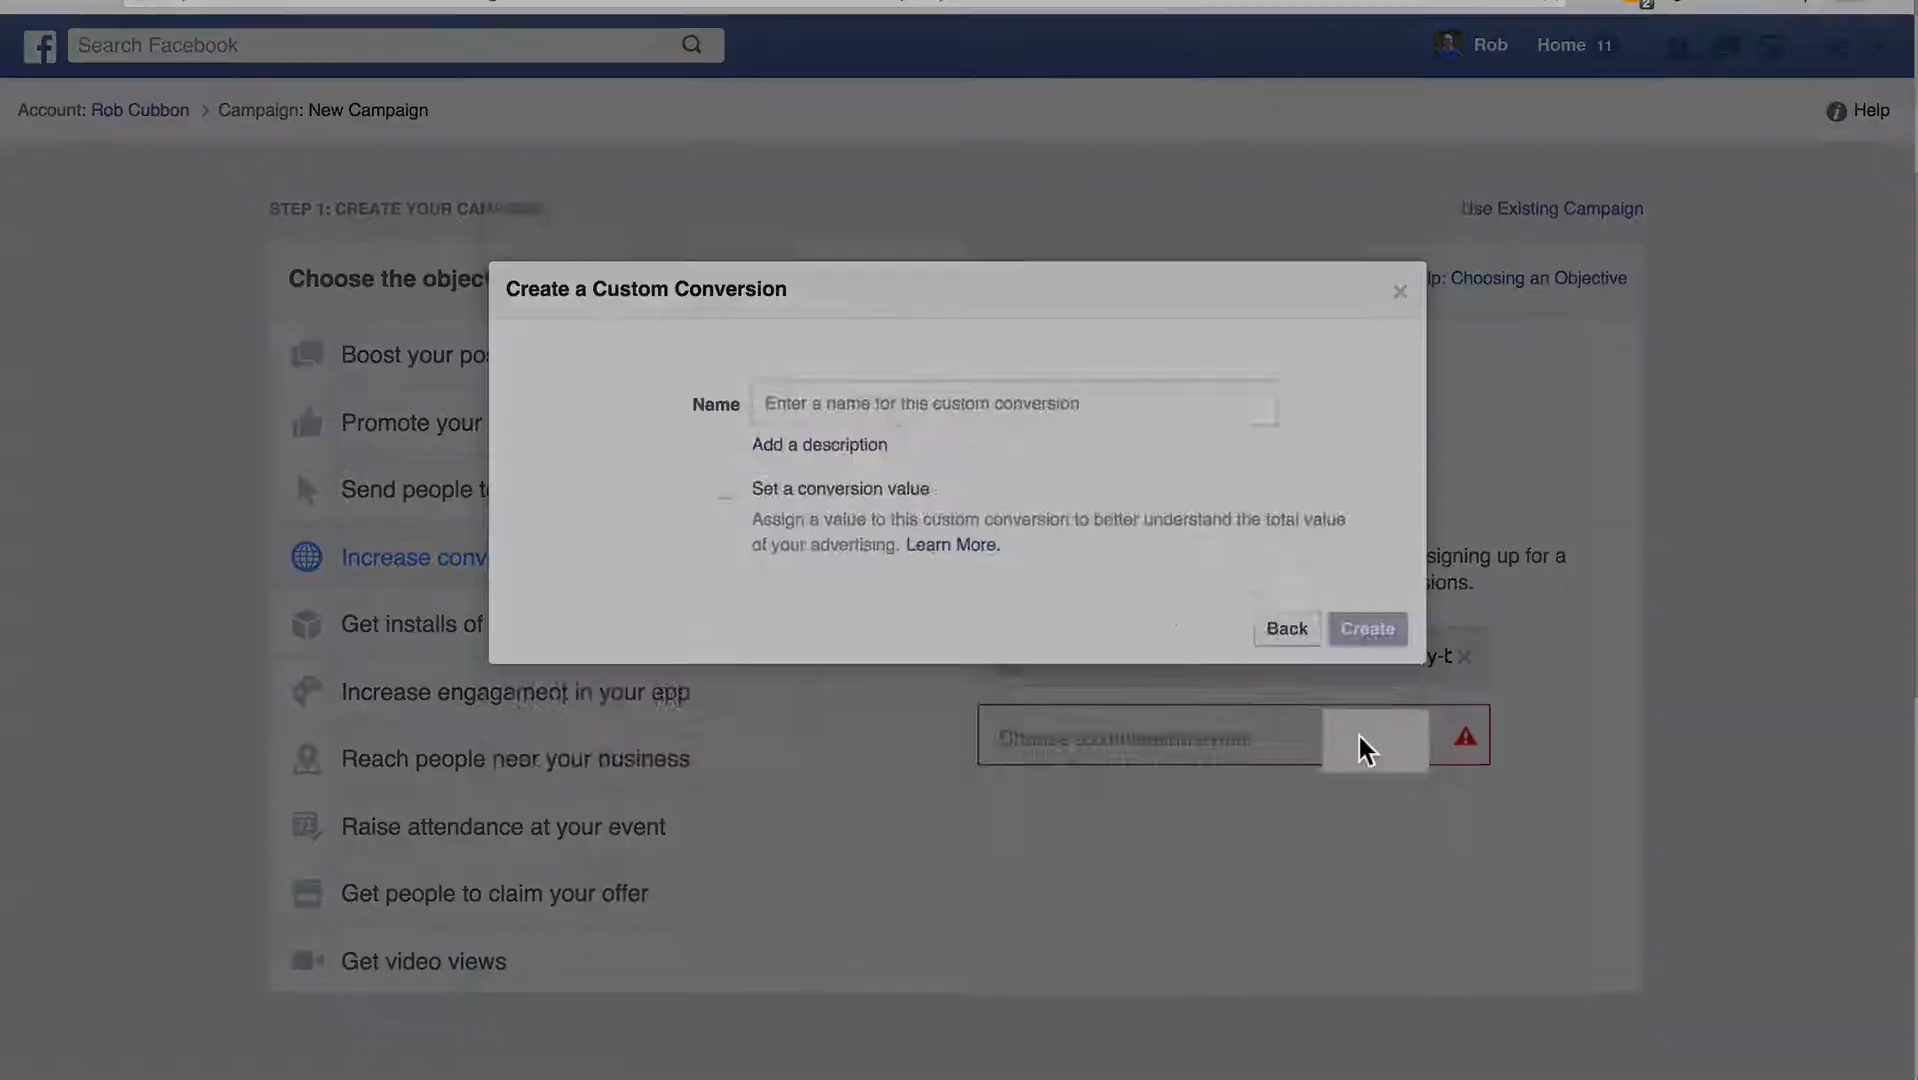 Search Facebook
Rob
Home 11
2
Account: Rob Cubbon > Campaign: New Campaign
Help
STEP 1: CREATE YOUR
Use Existing Campaign
Choose the objec
lp: Choosing an Objective
Create a Custom Conversion
Boost your po
Name
Enter a name for this custom conversion
Promote your
Add a description
Send people t
Set a conversion value
Assign a value to this custom conversion to better understand the total value
of your advertising. Learn More.
Increase conv
signing up for a
sions.
Get installs of
Back
Create
y-b
Increase engagement in your app
Reach people near your business
Raise attendance at your event
Get people to claim your offer
Get video views